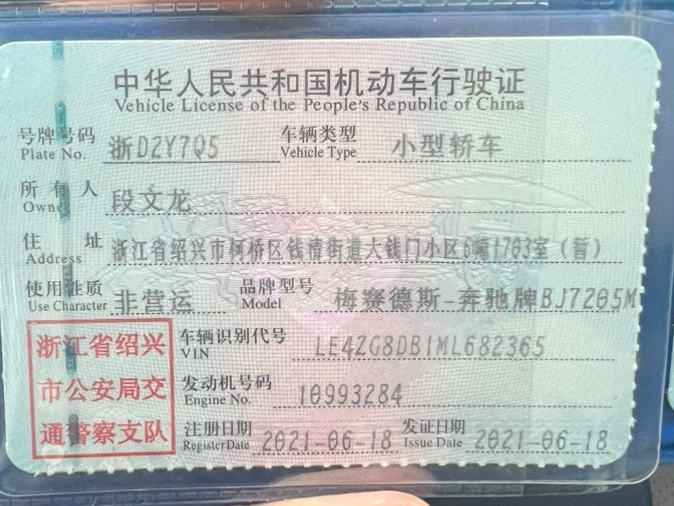 中华人民共和国机动车行驶证
Vehicle License of the People's Republic of China
号牌号码 浙D2Y7Q5 车辆类型 小型轿车
Plate No. Vehicle Type
所有人 段文龙
Owner
住址 浙江省绍兴市柯桥区钱清街道大钱门小区6幢1703室（暂）
Address
使用性质 非营运 品牌型号 梅赛德斯-奔驰牌BJ7205M
Use Character Model
浙江省绍兴
市公安局交
通警察支队
车辆识别代号 LE4ZG8DB1ML682365
VIN
发动机号码 10993284
Engine No.
注册日期 2021-06-18 发证日期 2021-06-18
Register Date Issue Date